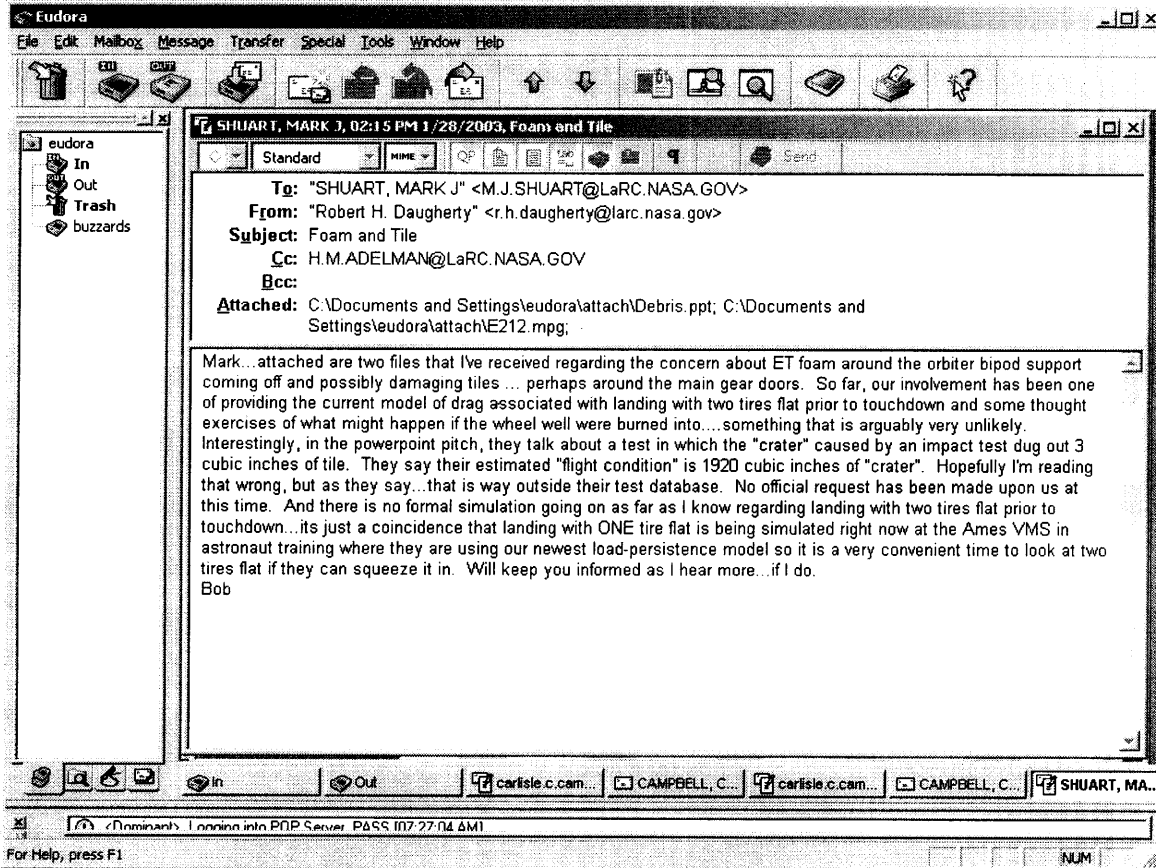 Eudora
File Edit Mailbox Message Transfer Special Tools Window Help
eudora
In
Out
Trash
buzzards
SHUART, MARK J, 02:15 PM 1/28/2003, Foam and Tile
Standard MIME QP Send
To: "SHUART, MARK J" <M.J.SHUART@LaRC.NASA.GOV>
From: "Robert H. Daugherty" <r.h.daugherty@larc.nasa.gov>
Subject: Foam and Tile
Cc: H.M.ADELMAN@LaRC.NASA.GOV
Bcc:
Attached: C:\Documents and Settings\eudora\attach\Debris.ppt; C:\Documents and
Settings\eudora\attach\E212.mpg;
Mark...attached are two files that I've received regarding the concern about ET foam around the orbiter bipod support
coming off and possibly damaging tiles ... perhaps around the main gear doors. So far, our involvement has been one
of providing the current model of drag associated with landing with two tires flat prior to touchdown and some thought
exercises of what might happen if the wheel well were burned into....something that is arguably very unlikely.
Interestingly, in the powerpoint pitch, they talk about a test in which the "crater" caused by an impact test dug out 3
cubic inches of tile. They say their estimated "flight condition" is 1920 cubic inches of "crater". Hopefully I'm reading
that wrong, but as they say...that is way outside their test database. No official request has been made upon us at
this time. And there is no formal simulation going on as far as I know regarding landing with two tires flat prior to
touchdown...its just a coincidence that landing with ONE tire flat is being simulated right now at the Ames VMS in
astronaut training where they are using our newest load-persistence model so it is a very convenient time to look at two
tires flat if they can squeeze it in. Will keep you informed as I hear more...if I do.
Bob
In Out carlisle.c.cam... CAMPBELL, C... carlisle.c.cam... CAMPBELL, C... SHUART, MA...
<Dominant> Logging into POP Server, PASS [07:27:04 AM]
For Help, press F1 NUM